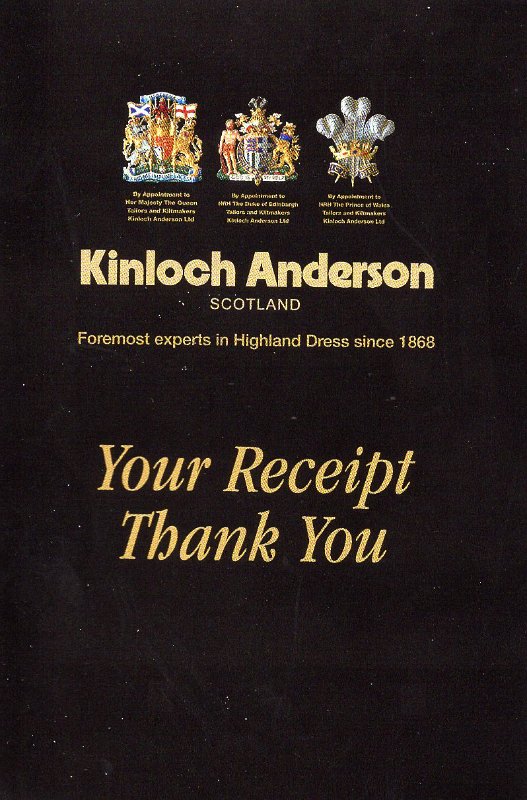 By Appointment to
Her Majesty The Queen
Tailors and Kiltmakers
Kinloch Anderson Ltd
By Appointment to
HRH The Duke of Edinburgh
Tailors and Kiltmakers
Kinloch Anderson Ltd
By Appointment to
HRH The Prince of Wales
Tailors and Kiltmakers
Kinloch Anderson Ltd
Kinloch Anderson
SCOTLAND
Foremost experts in Highland Dress since 1868
Your Receipt
Thank You